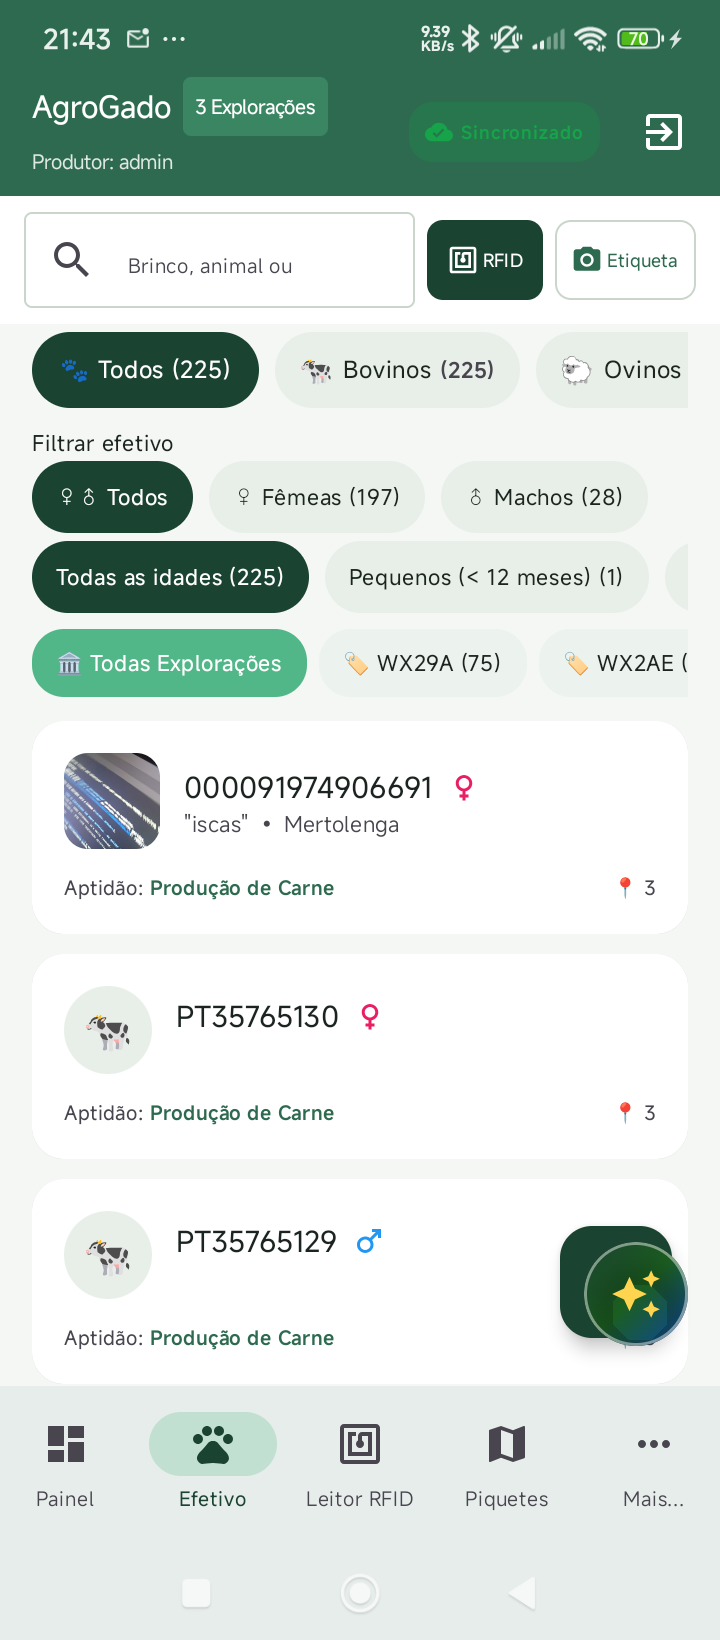 21:43 ... 9.39 KB/s 70
AgroGado 3 Explorações
Sincronizado
Produtor: admin
Brinco, animal ou RFID Etiqueta
Todos (225) Bovinos (225) Ovinos
Filtrar efetivo
♀♂ Todos ♀ Fêmeas (197) ♂ Machos (28)
Todas as idades (225) Pequenos (< 12 meses) (1)
Todas Explorações WX29A (75) WX2AE (
000091974906691 ♀
"iscas" • Mertolenga
Aptidão: Produção de Carne 3
PT35765130 ♀
Aptidão: Produção de Carne 3
PT35765129 ♂
Aptidão: Produção de Carne
Painel Efetivo Leitor RFID Piquetes Mais...